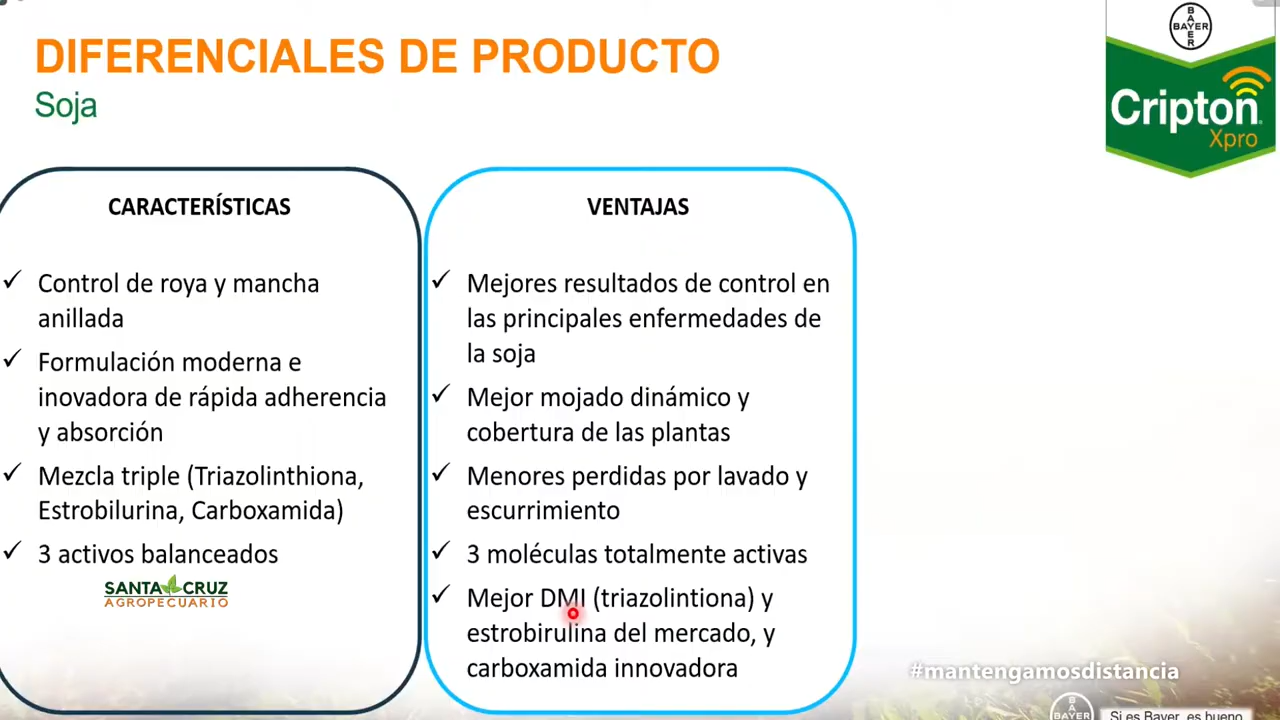 DIFERENCIALES DE PRODUCTO
Soja
BAYER
BAYER
Cripton
Xpro
CARACTERÍSTICAS
Control de roya y mancha
anillada
Formulación moderna e
inovadora de rápida adherencia
y absorción
Mezcla triple (Triazolinthiona,
Estrobilurina, Carboxamida)
3 activos balanceados
SANTA CRUZ
AGROPECUARIO
VENTAJAS
Mejores resultados de control en
las principales enfermedades de
la soja
Mejor mojado dinámico y
cobertura de las plantas
Menores perdidas por lavado y
escurrimiento
3 moléculas totalmente activas
Mejor DMI (triazolintiona) y
estrobirulina del mercado, y
carboxamida innovadora
#mantengamosdistancia
BAYER
Si es Bayer, es bueno